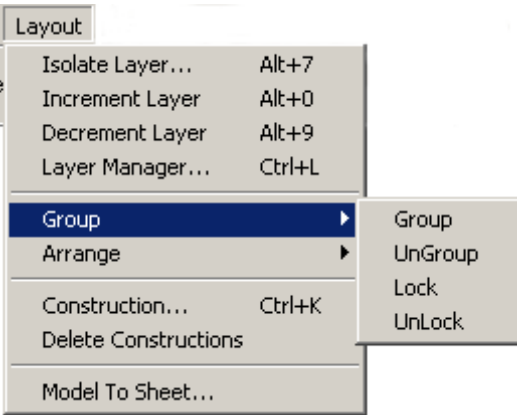 Layout
Isolate Layer... Alt+7
Increment Layer Alt+0
Decrement Layer Alt+9
Layer Manager... Ctrl+L
Group
Arrange
Construction... Ctrl+K
Delete Constructions
Model To Sheet...
Group
UnGroup
Lock
UnLock